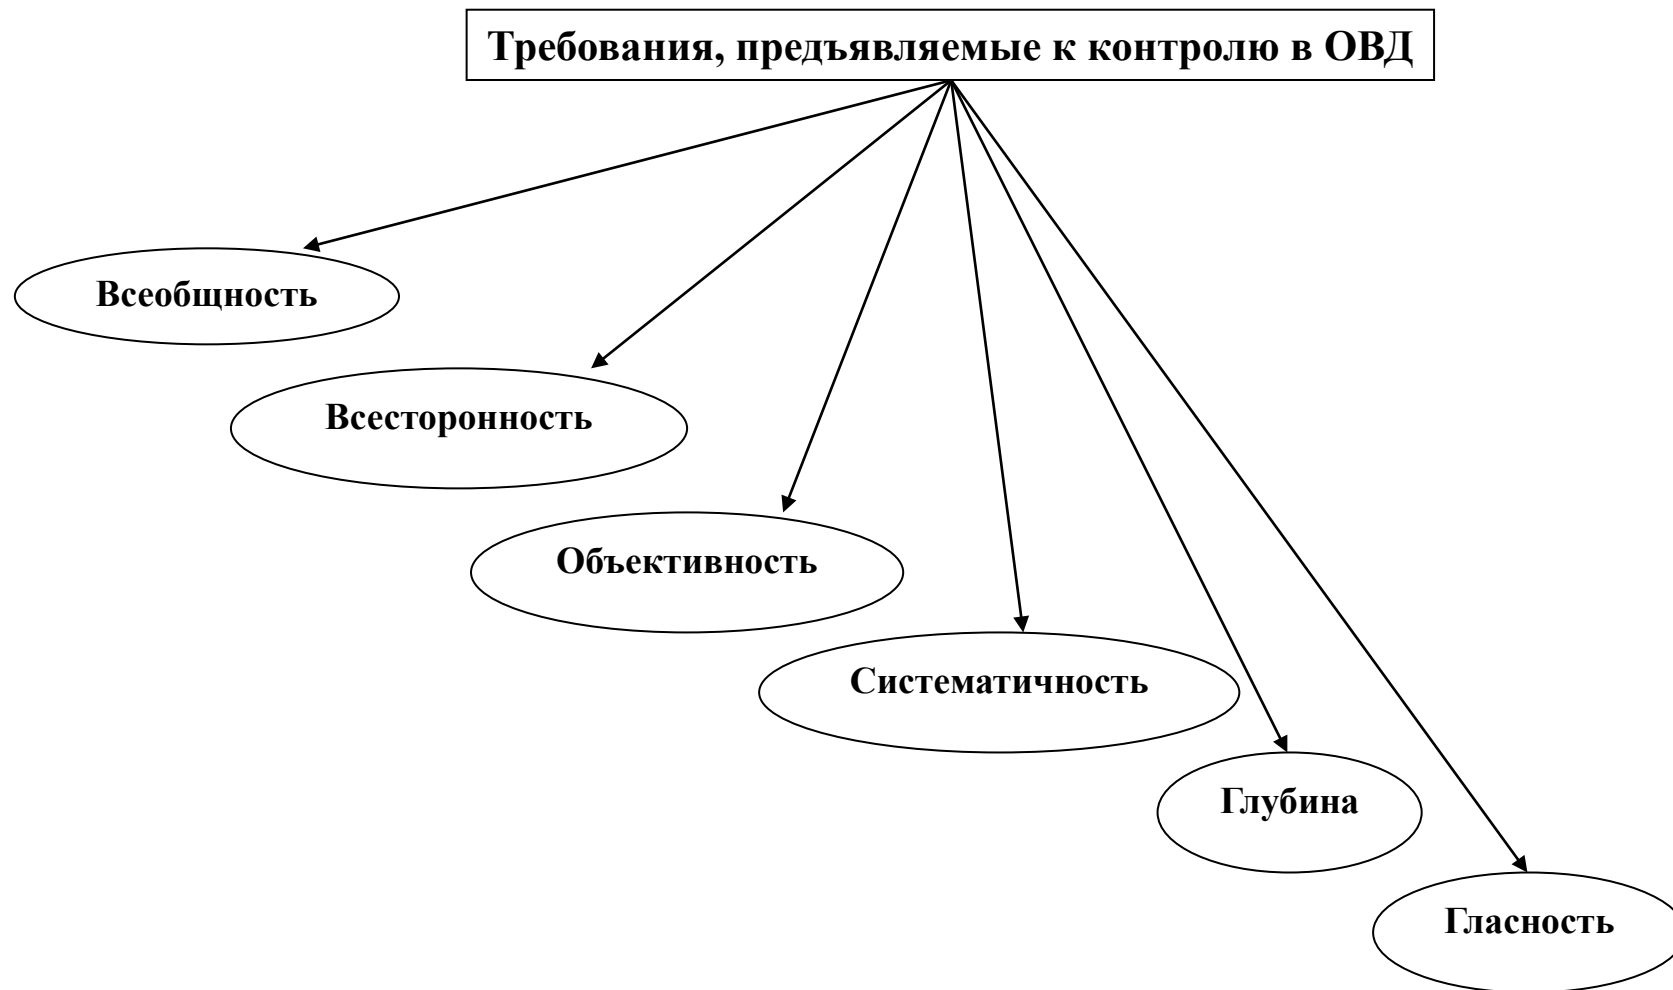 Требования, предъявляемые к контролю в ОВД
Всеобщность
Всесторонность
Объективность
Систематичность
Глубина
Гласность